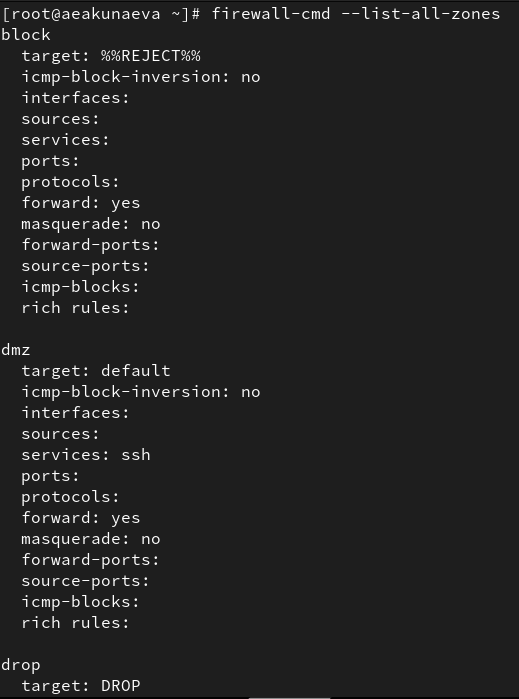 [root@aeakunaeva ~]# firewall-cmd --list-all-zones
block
  target: %%REJECT%%
  icmp-block-inversion: no
  interfaces:
  sources:
  services:
  ports:
  protocols:
  forward: yes
  masquerade: no
  forward-ports:
  source-ports:
  icmp-blocks:
  rich rules:

dmz
  target: default
  icmp-block-inversion: no
  interfaces:
  sources:
  services: ssh
  ports:
  protocols:
  forward: yes
  masquerade: no
  forward-ports:
  source-ports:
  icmp-blocks:
  rich rules:

drop
  target: DROP